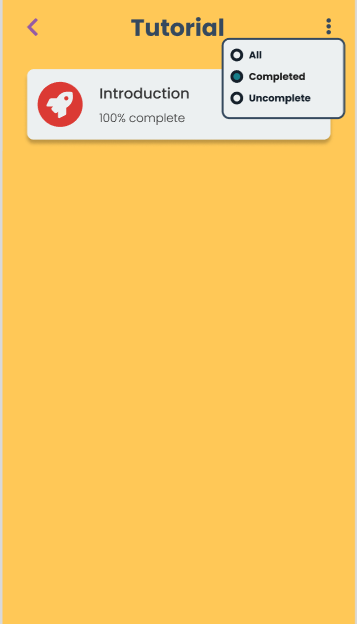 Tutorial
All
Completed
Uncomplete
Introduction
100% complete